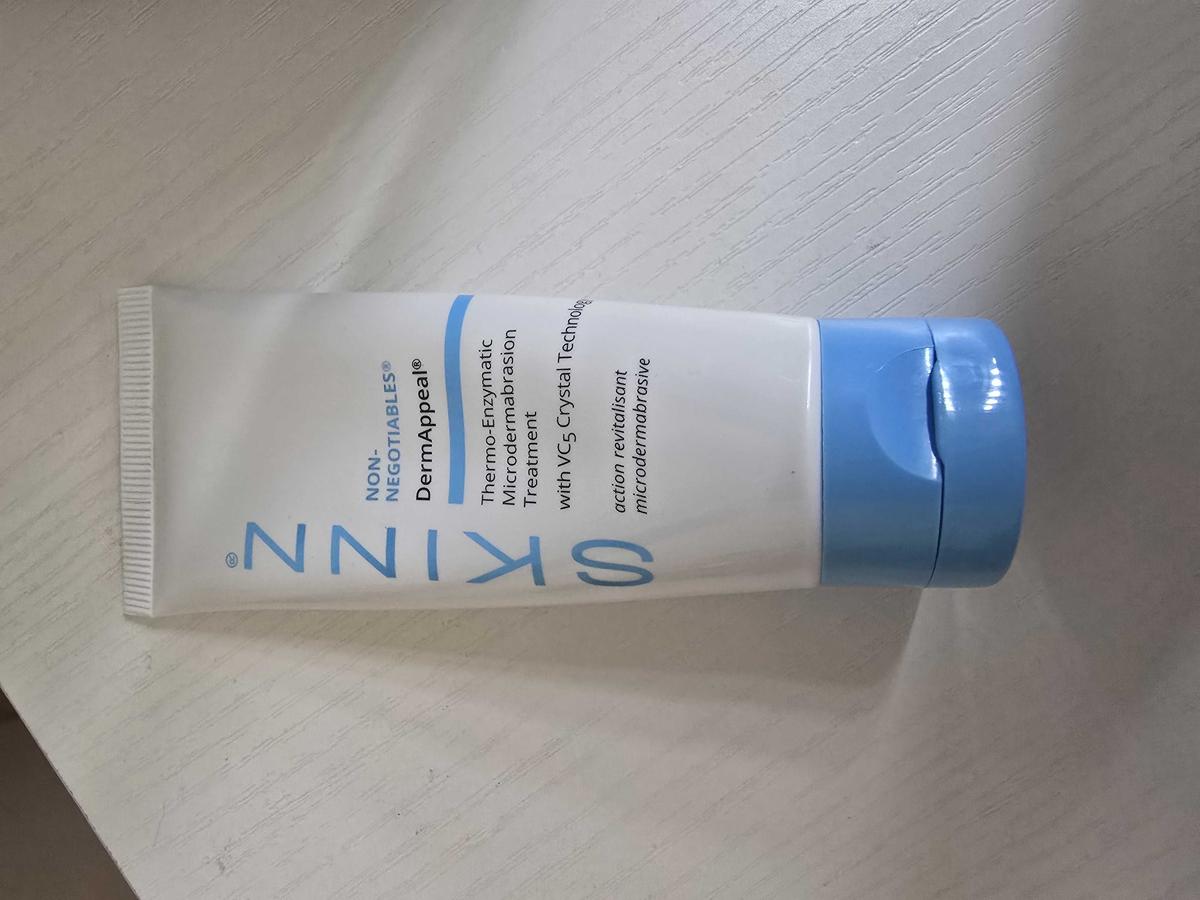 SKINN®
NON-
NEGOTIABLES®
DermAppeal®
Thermo-Enzymatic
Microdermabrasion
Treatment
with VC5 Crystal Technology
action revitalisant
microdermabrasive